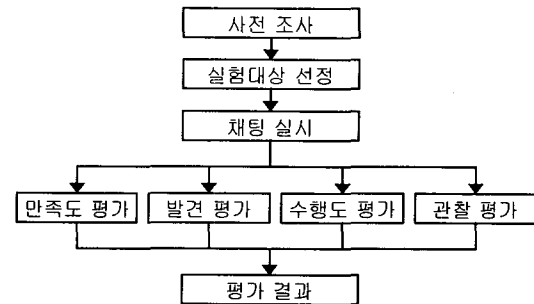 사전 조사
실험대상 선정
채팅 실시
만족도 평가
발견 평가
수행도 평가
관찰 평가
평가 결과